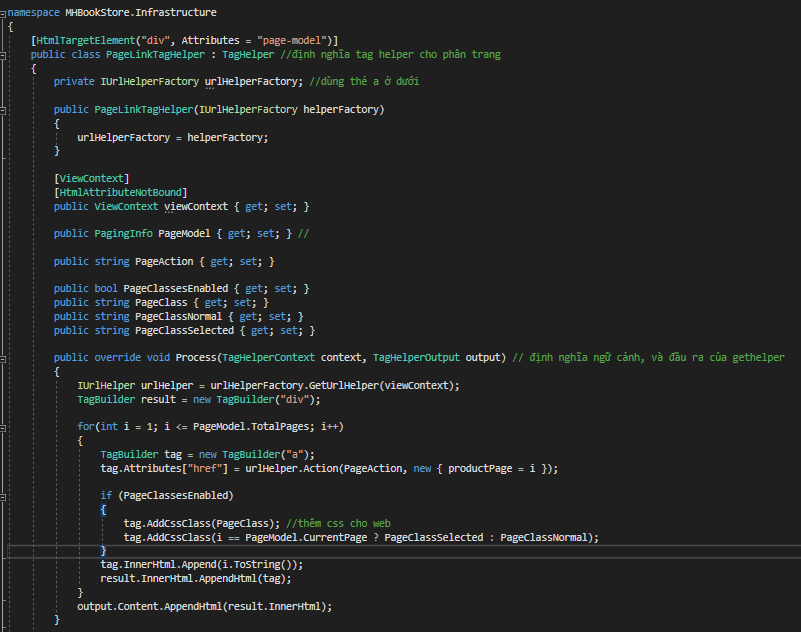 namespace MHBookStore.Infrastructure
{
[HtmlTargetElement("div", Attributes = "page-model")]
public class PageLinkTagHelper : TagHelper //định nghĩa tag helper cho phân trang
{
private IUrlHelperFactory urlHelperFactory; //dùng thẻ a ở dưới
public PageLinkTagHelper(IUrlHelperFactory helperFactory)
{
urlHelperFactory = helperFactory;
}
[ViewContext]
[HtmlAttributeNotBound]
public ViewContext viewContext { get; set; }
public PagingInfo PageModel { get; set; } //
public string PageAction { get; set; }
public bool PageClassesEnabled { get; set; }
public string PageClass { get; set; }
public string PageClassNormal { get; set; }
public string PageClassSelected { get; set; }
public override void Process(TagHelperContext context, TagHelperOutput output) // định nghĩa ngữ cảnh, và đầu ra của gethelper
{
IUrlHelper urlHelper = urlHelperFactory.GetUrlHelper(viewContext);
TagBuilder result = new TagBuilder("div");
for(int i = 1; i <= PageModel.TotalPages; i++)
{
TagBuilder tag = new TagBuilder("a");
tag.Attributes["href"] = urlHelper.Action(PageAction, new { productPage = i });
if (PageClassesEnabled)
{
tag.AddCssClass(PageClass); //thêm css cho web
tag.AddCssClass(i == PageModel.CurrentPage ? PageClassSelected : PageClassNormal);
}
tag.InnerHtml.Append(i.ToString());
result.InnerHtml.AppendHtml(tag);
}
output.Content.AppendHtml(result.InnerHtml);
}